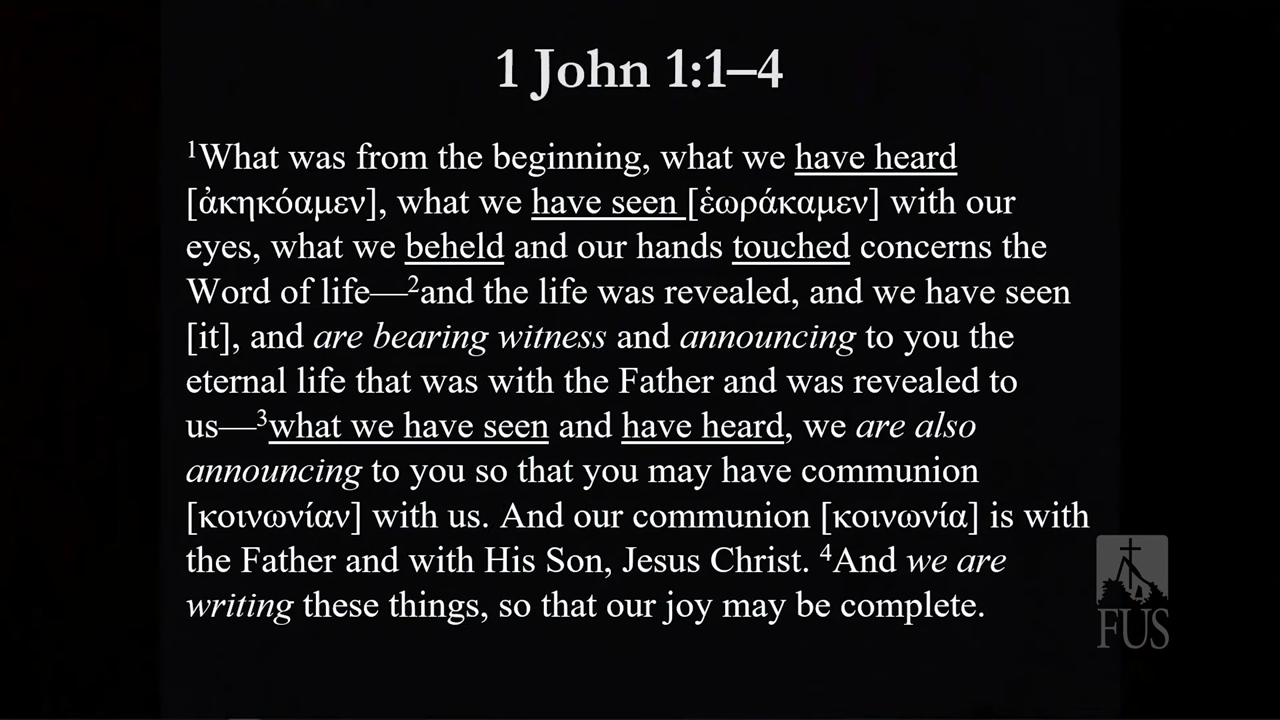 1 John 1:1–4
¹What was from the beginning, what we have heard
[ἀκηκόαμεν], what we have seen [ἑωράκαμεν] with our
eyes, what we beheld and our hands touched concerns the
Word of life—²and the life was revealed, and we have seen
[it], and are bearing witness and announcing to you the
eternal life that was with the Father and was revealed to
us—³what we have seen and have heard, we are also
announcing to you so that you may have communion
[κοινωνίαν] with us. And our communion [κοινωνία] is with
the Father and with His Son, Jesus Christ. ⁴And we are
writing these things, so that our joy may be complete.
FUS